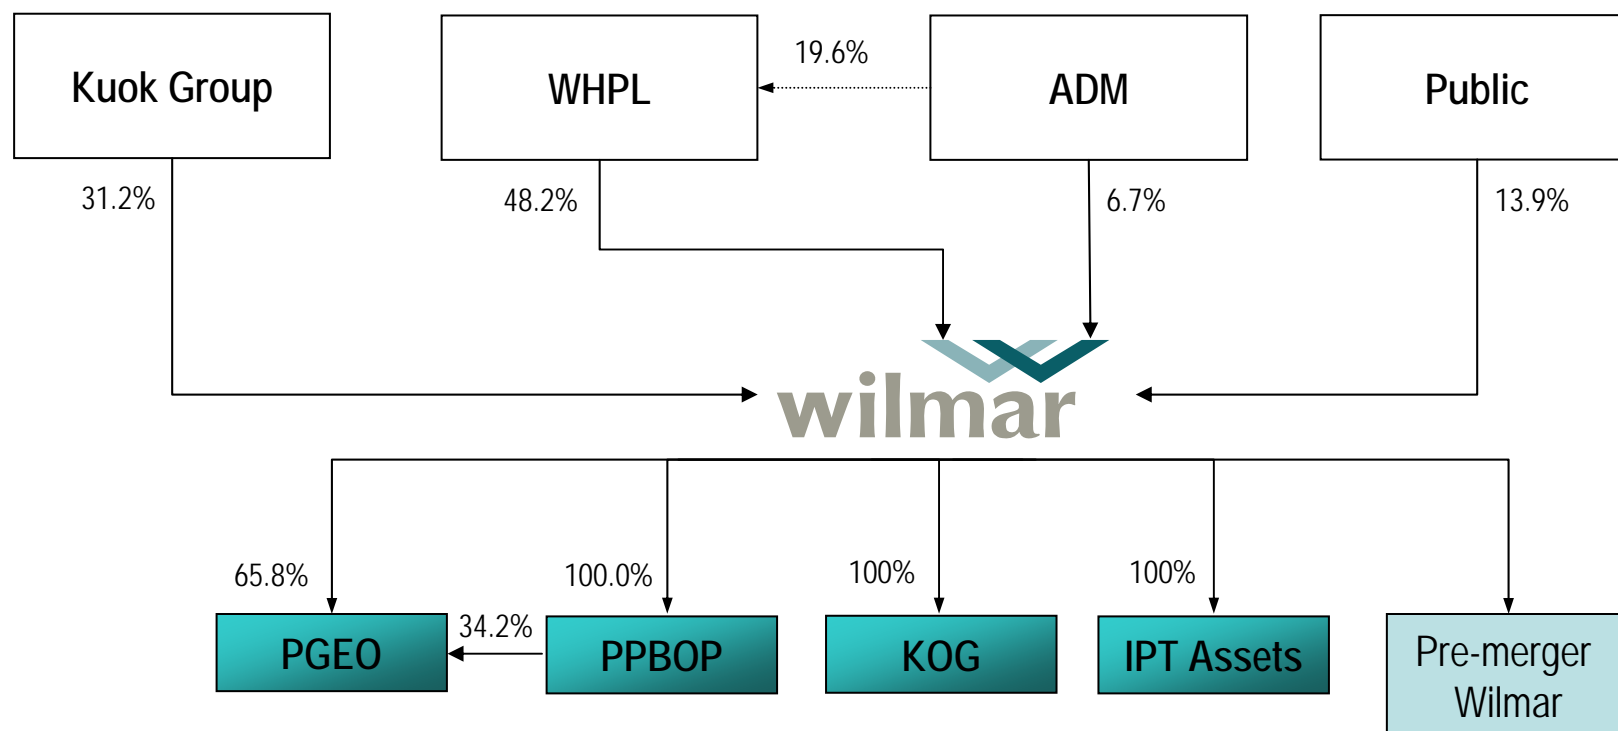 Kuok Group
WHPL
19.6%
ADM
Public
31.2%
48.2%
6.7%
13.9%
wilmar
65.8%
100.0%
100%
100%
PGEO
34.2%
PPBOP
KOG
IPT Assets
Pre-merger
Wilmar